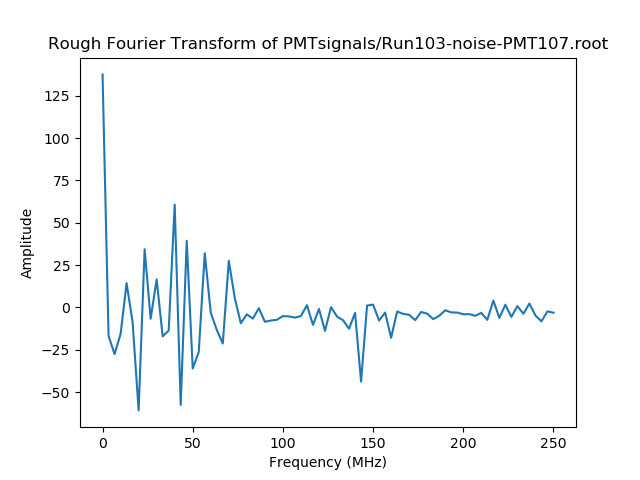 Rough Fourier Transform of PMTsignals/Run103-noise-PMT107.root
125
100
75
50
25
0
−25
−50
Amplitude
0 50 100 150 200 250
Frequency (MHz)